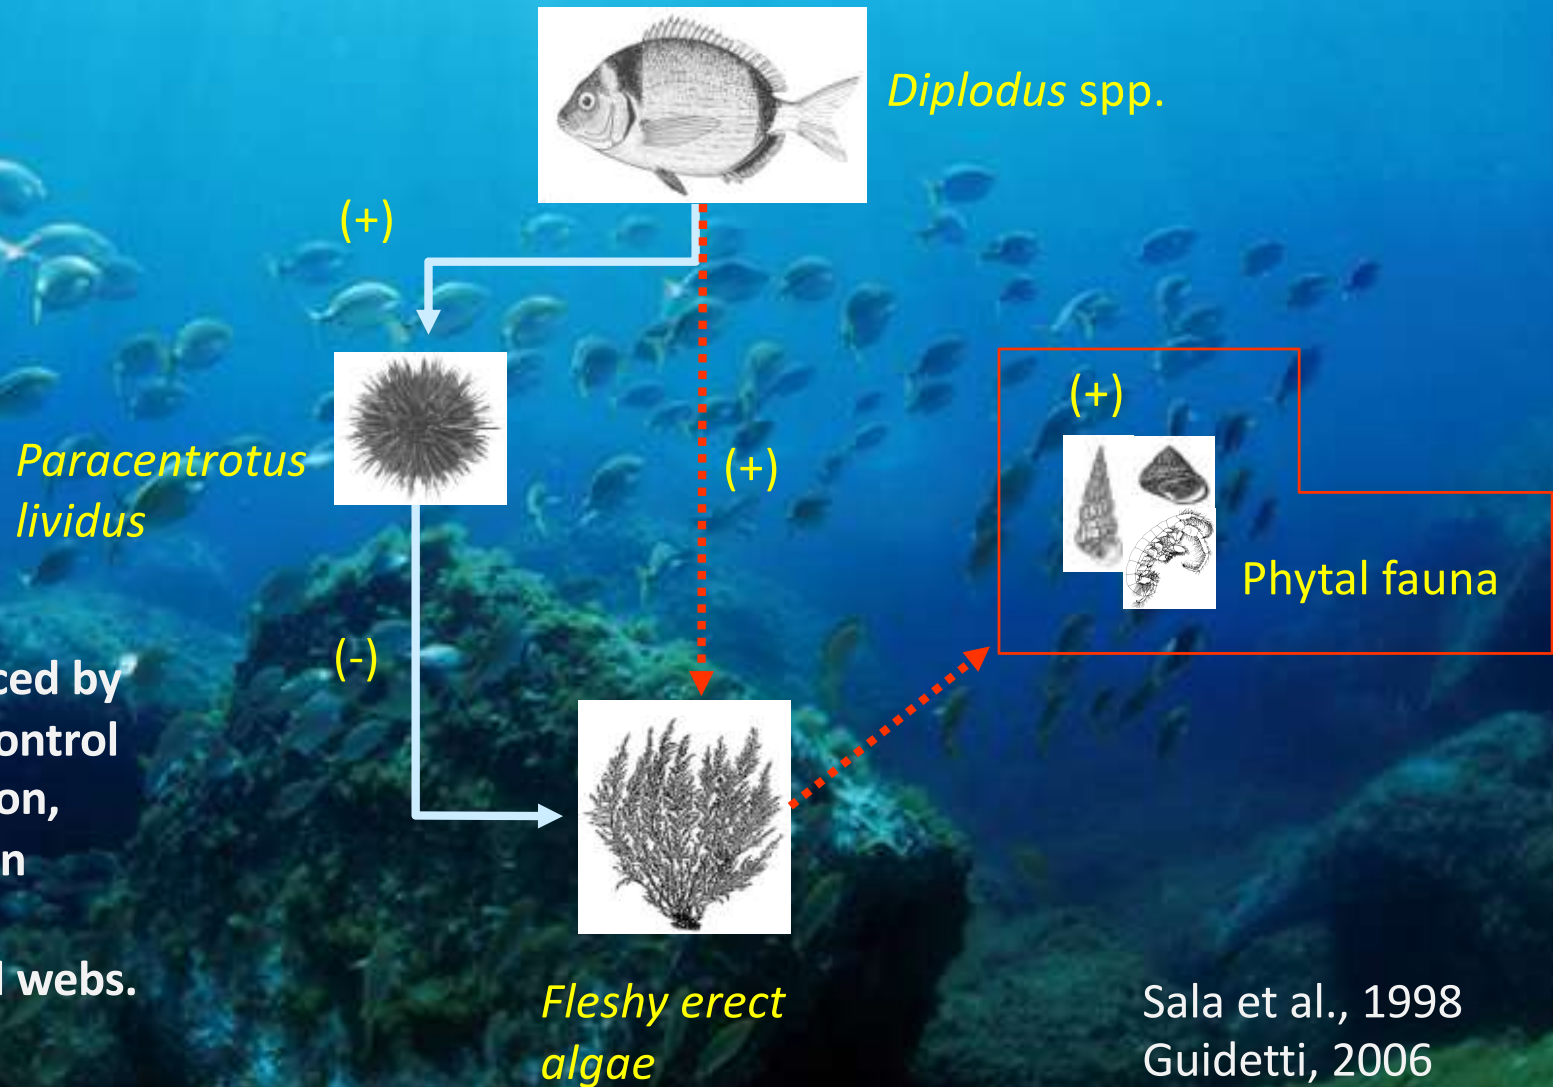 Diplodus spp.
(+)
(+)
Paracentrotus
lividus
(+)
Phytal fauna
(-)
ced by
ontrol
on,
n
l webs.
Fleshy erect
algae
Sala et al., 1998
Guidetti, 2006